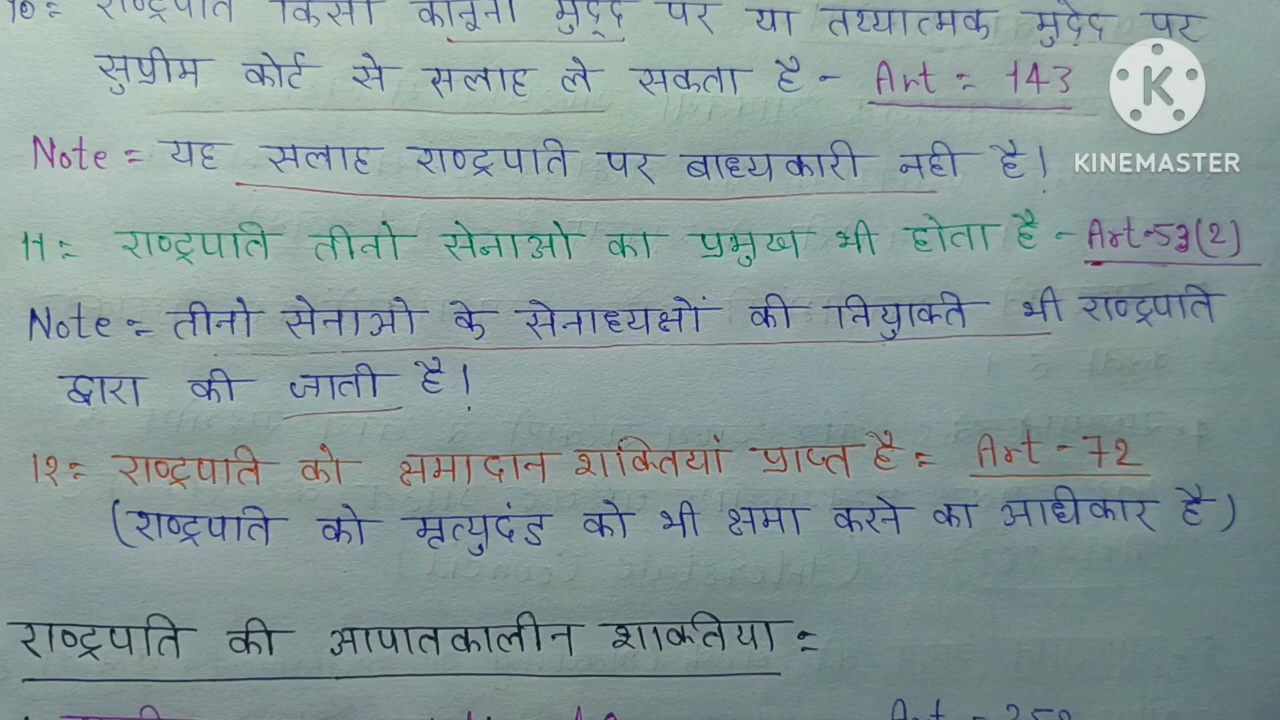 10= राष्ट्रपति किसी कानूनी मुद्दे पर या तथ्यात्मक मुद्दे पर
सुप्रीम कोर्ट से सलाह ले सकता है - Art = 143
K
KINEMASTER
Note = यह सलाह राष्ट्रपति पर बाध्यकारी नही है।
11= राष्ट्रपति तीनो सेनाओ का प्रमुख भी होता है - Art-53(2)
Note = तीनो सेनाओ के सेनाध्यक्षों की नियुक्ति भी राष्ट्रपति
द्वारा की जाती है।
12= राष्ट्रपति को क्षमादान शक्तियां प्राप्त है = Art - 72
(राष्ट्रपति को मृत्युदंड को भी क्षमा करने का अधीकार है)
राष्ट्रपति की आपातकालीन शक्तिया =